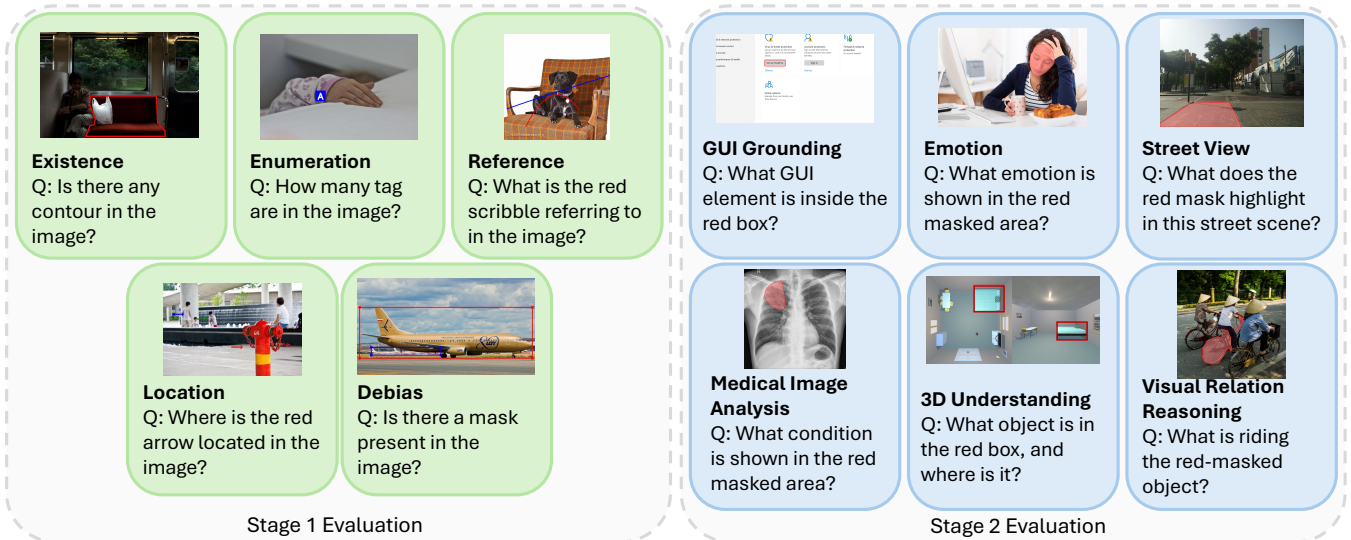 Existence
Q: Is there any
contour in the
image?
A
Enumeration
Q: How many tag
are in the image?
Reference
Q: What is the red
scribble referring to
in the image?
Location
Q: Where is the red
arrow located in the
image?
Debias
Q: Is there a mask
present in the
image?
Stage 1 Evaluation
GUI Grounding
Q: What GUI
element is inside the
red box?
Emotion
Q: What emotion is
shown in the red
masked area?
Street View
Q: What does the
red mask highlight
in this street scene?
Medical Image
Analysis
Q: What condition
is shown in the red
masked area?
3D Understanding
Q: What object is in
the red box, and
where is it?
Visual Relation
Reasoning
Q: What is riding
the red-masked
object?
Stage 2 Evaluation